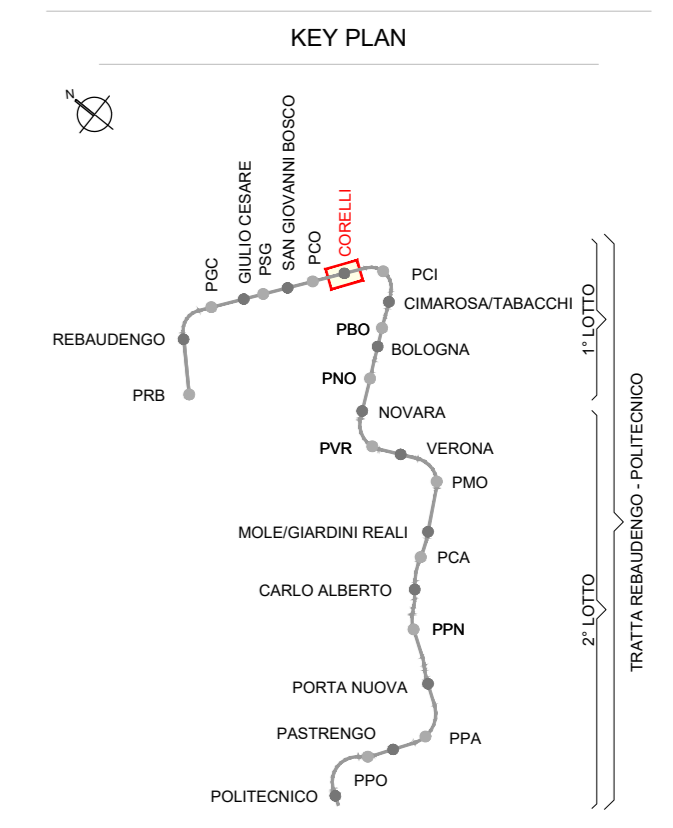 KEY PLAN
N
PGC
GIULIO CESARE
PSG
SAN GIOVANNI BOSCO
PCO
CORELLI
PCI
CIMAROSA/TABACCHI
PBO
BOLOGNA
REBAUDENGO
PNO
PRB
NOVARA
PVR
VERONA
PMO
MOLE/GIARDINI REALI
PCA
CARLO ALBERTO
PPN
PORTA NUOVA
PASTRENGO
PPA
PPO
POLITECNICO
1° LOTTO
2° LOTTO
TRATTA REBAUDENGO - POLITECNICO